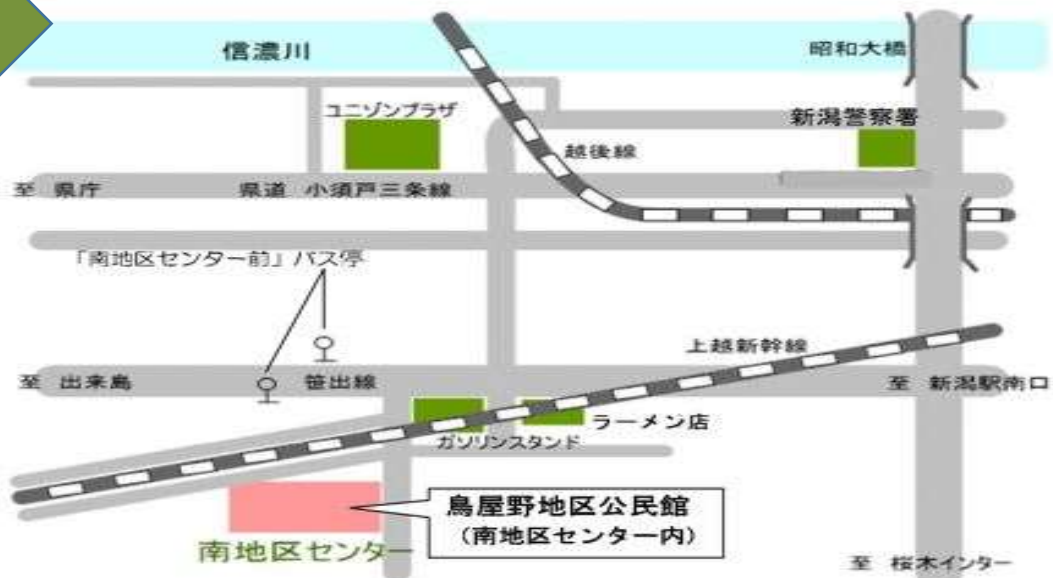 信濃川
昭和大橋
ユニゾンプラザ
新潟警察署
越後線
至 県庁
県道 小須戸三条線
「南地区センター前」バス停
上越新幹線
至 出来島
笹出線
至 新潟駅南口
ラーメン店
ガソリンスタンド
鳥屋野地区公民館
(南地区センター内)
南地区センター
至 桜木インター